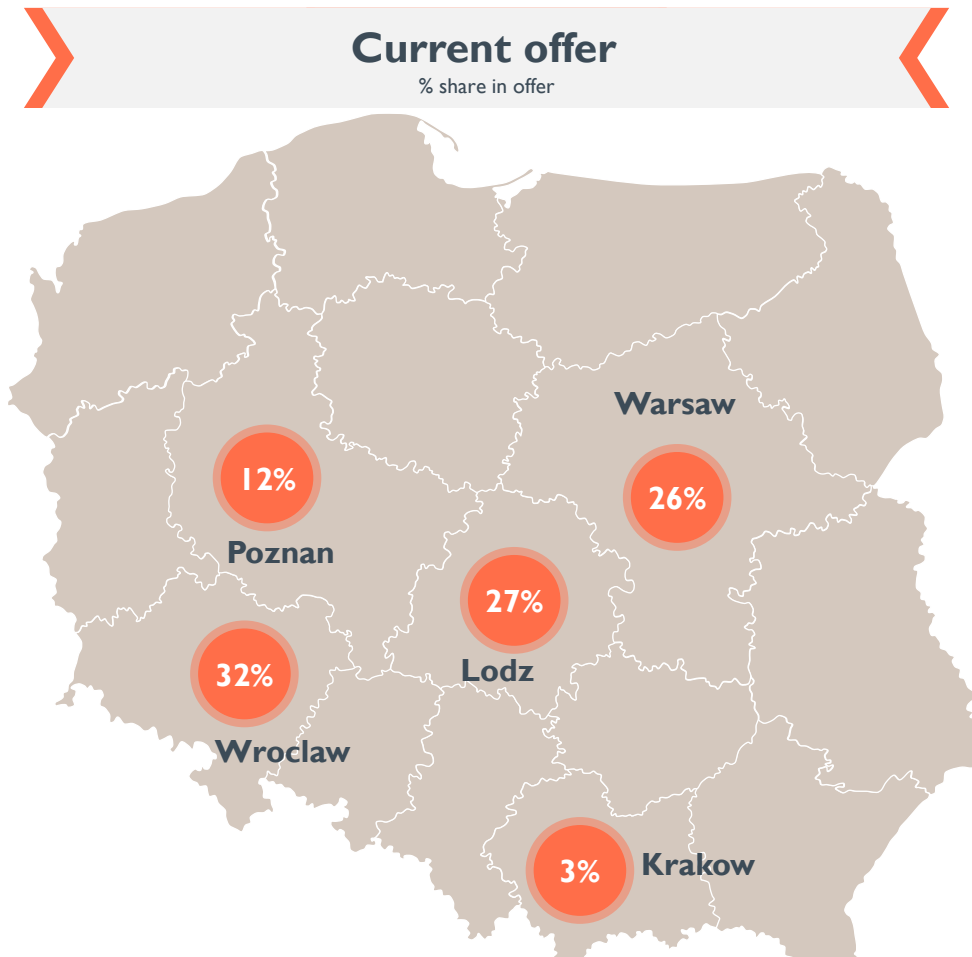 Current offer
% share in offer
Warsaw
26%
12%
Poznan
27%
Lodz
32%
Wroclaw
3%
Krakow